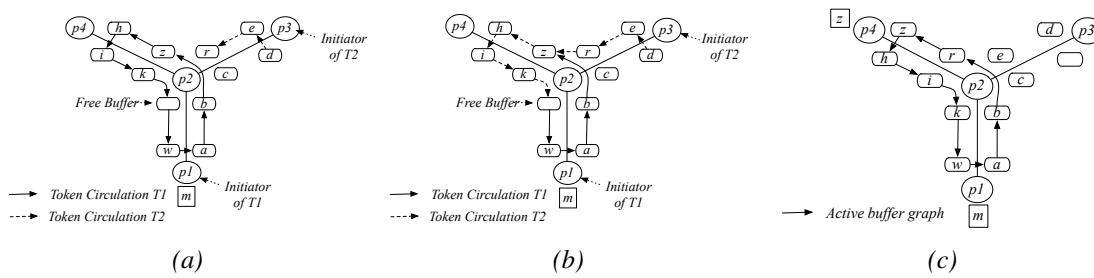 p4
h
e
p3
Initiator
of T2
z
r
i
d
k
p2
c
Free Buffer
b
w
a
p1
Initiator
of T1
m
Token Circulation T1
Token Circulation T2
(a)
p4
h
e
p3
Initiator
of T2
z
r
i
d
k
p2
c
Free Buffer
b
w
a
p1
Initiator
of T1
m
Token Circulation T1
Token Circulation T2
(b)
z
p4
z
d
p3
r
e
h
i
p2
c
k
b
w
a
p1
m
Active buffer graph
(c)